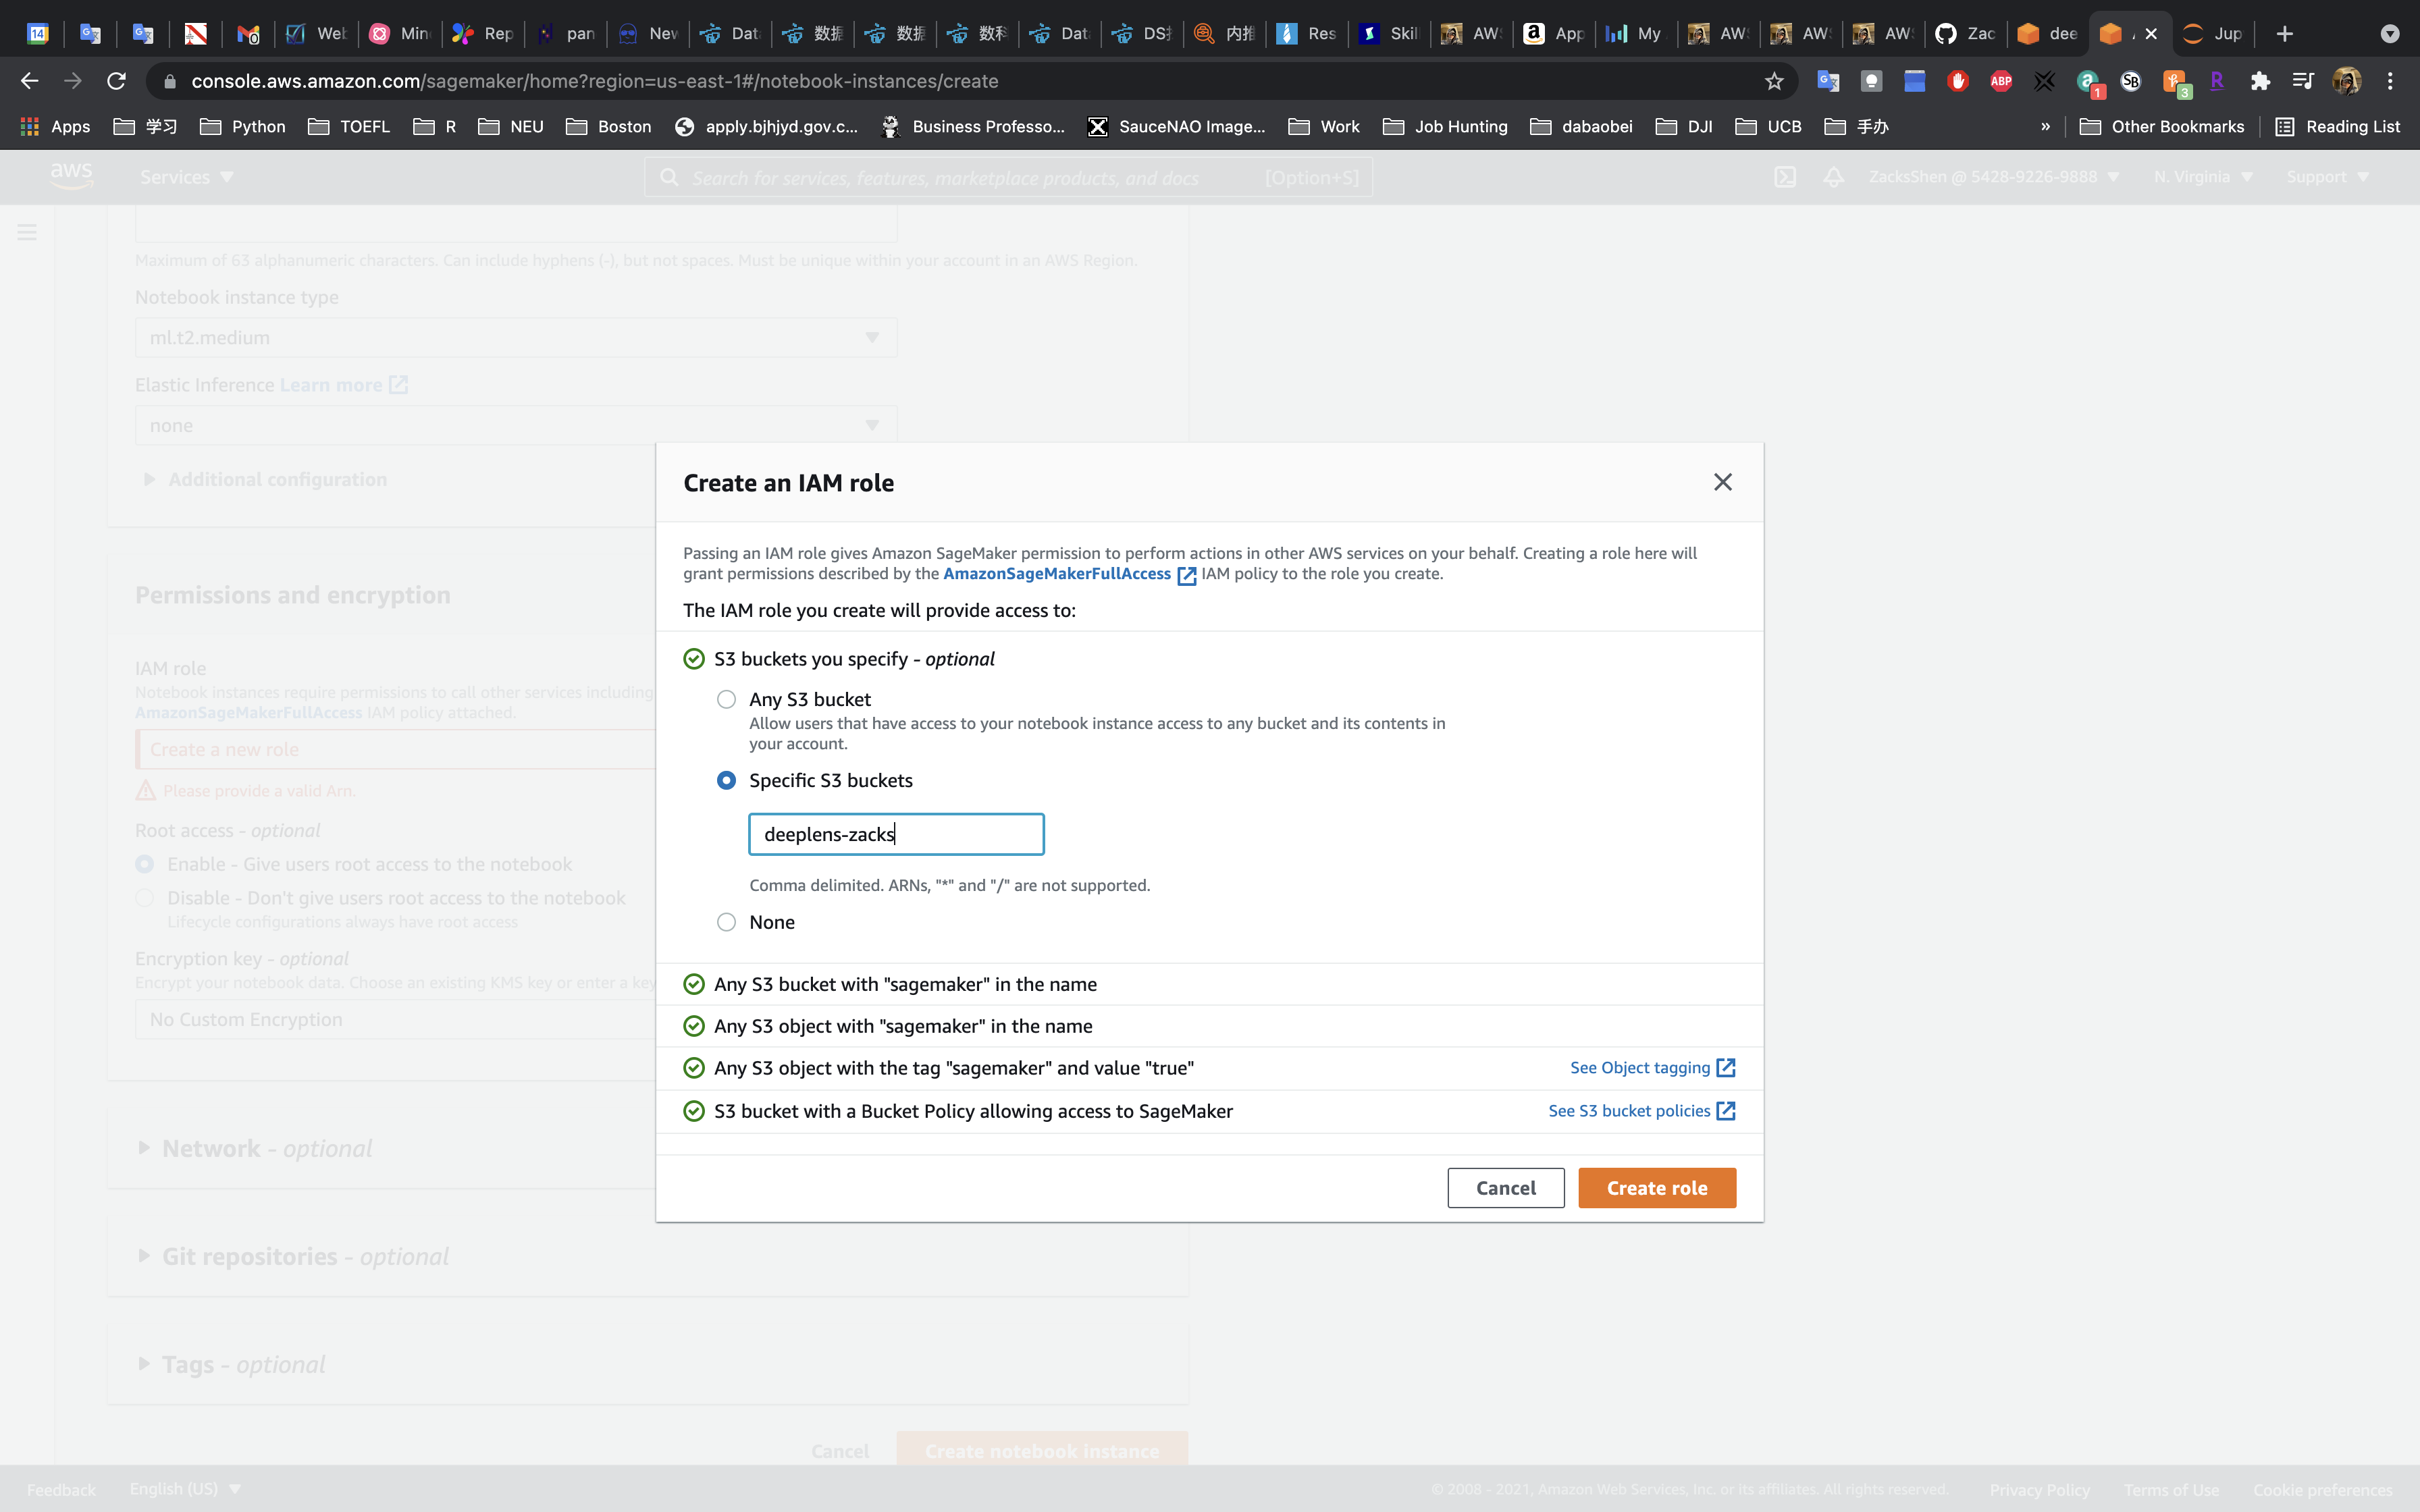 14 Web Min Rep pan New Data 数据 数据 数科 Data DS 内推 Res Skil AWS App My AWS AWS AWS Zac dee Jup
console.aws.amazon.com/sagemaker/home?region=us-east-1#/notebook-instances/create ABP 1 SB 3 R
Apps 学习 Python TOEFL R NEU Boston apply.bjhjyd.gov.c... Business Professo... SauceNAO Image... Work Job Hunting dabaobei DJI UCB 手办 » Other Bookmarks Reading List
aws Services Search for services, features, marketplace products, and docs [Option+S] ZacksShen @ 5428-9226-9888 N. Virginia Support
Maximum of 63 alphanumeric characters. Can include hyphens (-), but not spaces. Must be unique within your account in an AWS Region.
Notebook instance type
ml.t2.medium
Elastic Inference Learn more
none
Additional configuration
Permissions and encryption
IAM role
Notebook instances require permissions to call other services including
AmazonSageMakerFullAccess IAM policy attached.
Create a new role
Please provide a valid Arn.
Root access - optional
Enable - Give users root access to the notebook
Disable - Don't give users root access to the notebook
Lifecycle configurations always have root access
Encryption key - optional
Encrypt your notebook data. Choose an existing KMS key or enter a key
No Custom Encryption
Network - optional
Git repositories - optional
Tags - optional
Cancel Create notebook instance
Create an IAM role
Passing an IAM role gives Amazon SageMaker permission to perform actions in other AWS services on your behalf. Creating a role here will
grant permissions described by the AmazonSageMakerFullAccess IAM policy to the role you create.
The IAM role you create will provide access to:
S3 buckets you specify - optional
Any S3 bucket
Allow users that have access to your notebook instance access to any bucket and its contents in
your account.
Specific S3 buckets
deeplens-zacks
Comma delimited. ARNs, "*" and "/" are not supported.
None
Any S3 bucket with "sagemaker" in the name
Any S3 object with "sagemaker" in the name
Any S3 object with the tag "sagemaker" and value "true" See Object tagging
S3 bucket with a Bucket Policy allowing access to SageMaker See S3 bucket policies
Cancel Create role
Feedback English (US) © 2008 - 2021, Amazon Web Services, Inc. or its affiliates. All rights reserved. Privacy Policy Terms of Use Cookie preferences